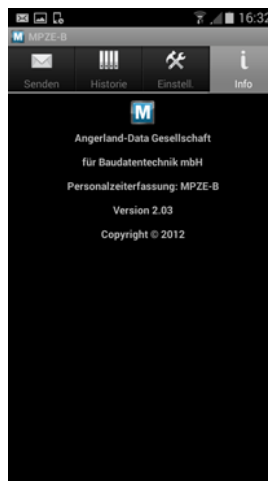 16:32
M MPZE-B
Senden Historie Einstell. Info
M
Angerland-Data Gesellschaft
für Baudatentechnik mbH
Personalzeiterfassung: MPZE-B
Version 2.03
Copyright © 2012